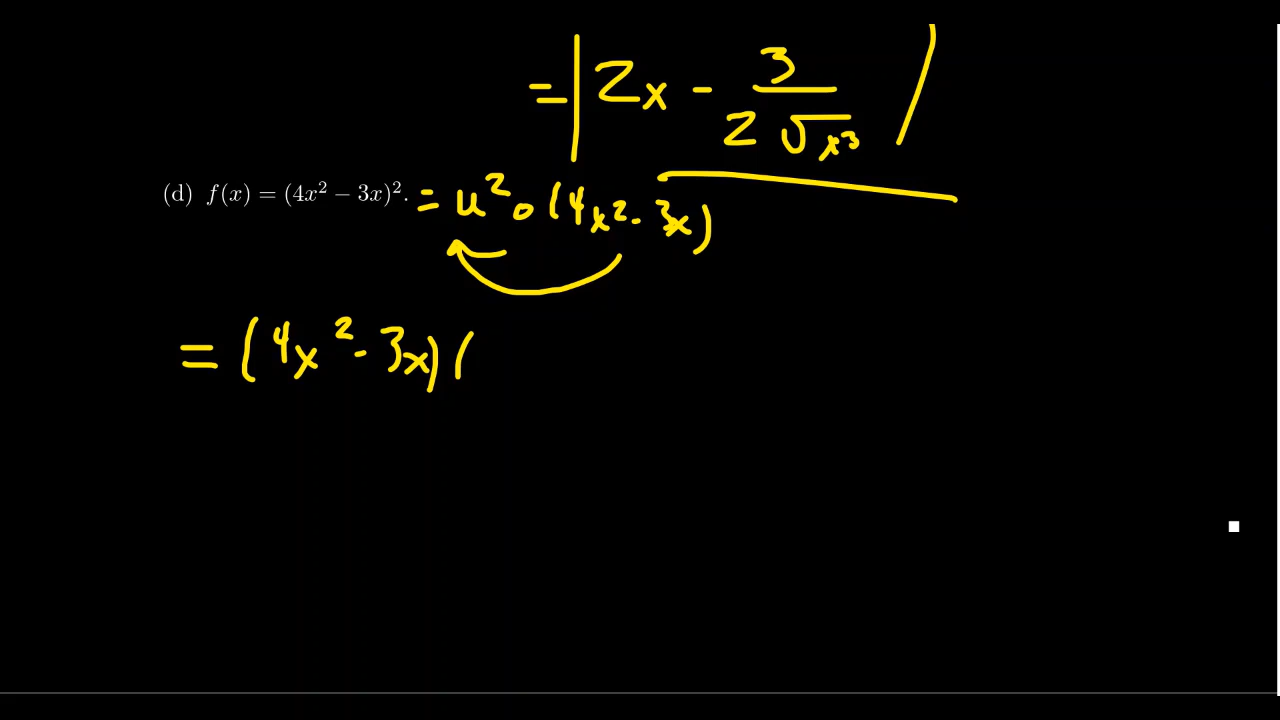 = | 2x - 3 / (2 √x³) |
(d) f(x) = (4x² − 3x)². = u² ∘ (4x² - 3x)
= (4x² - 3x) (